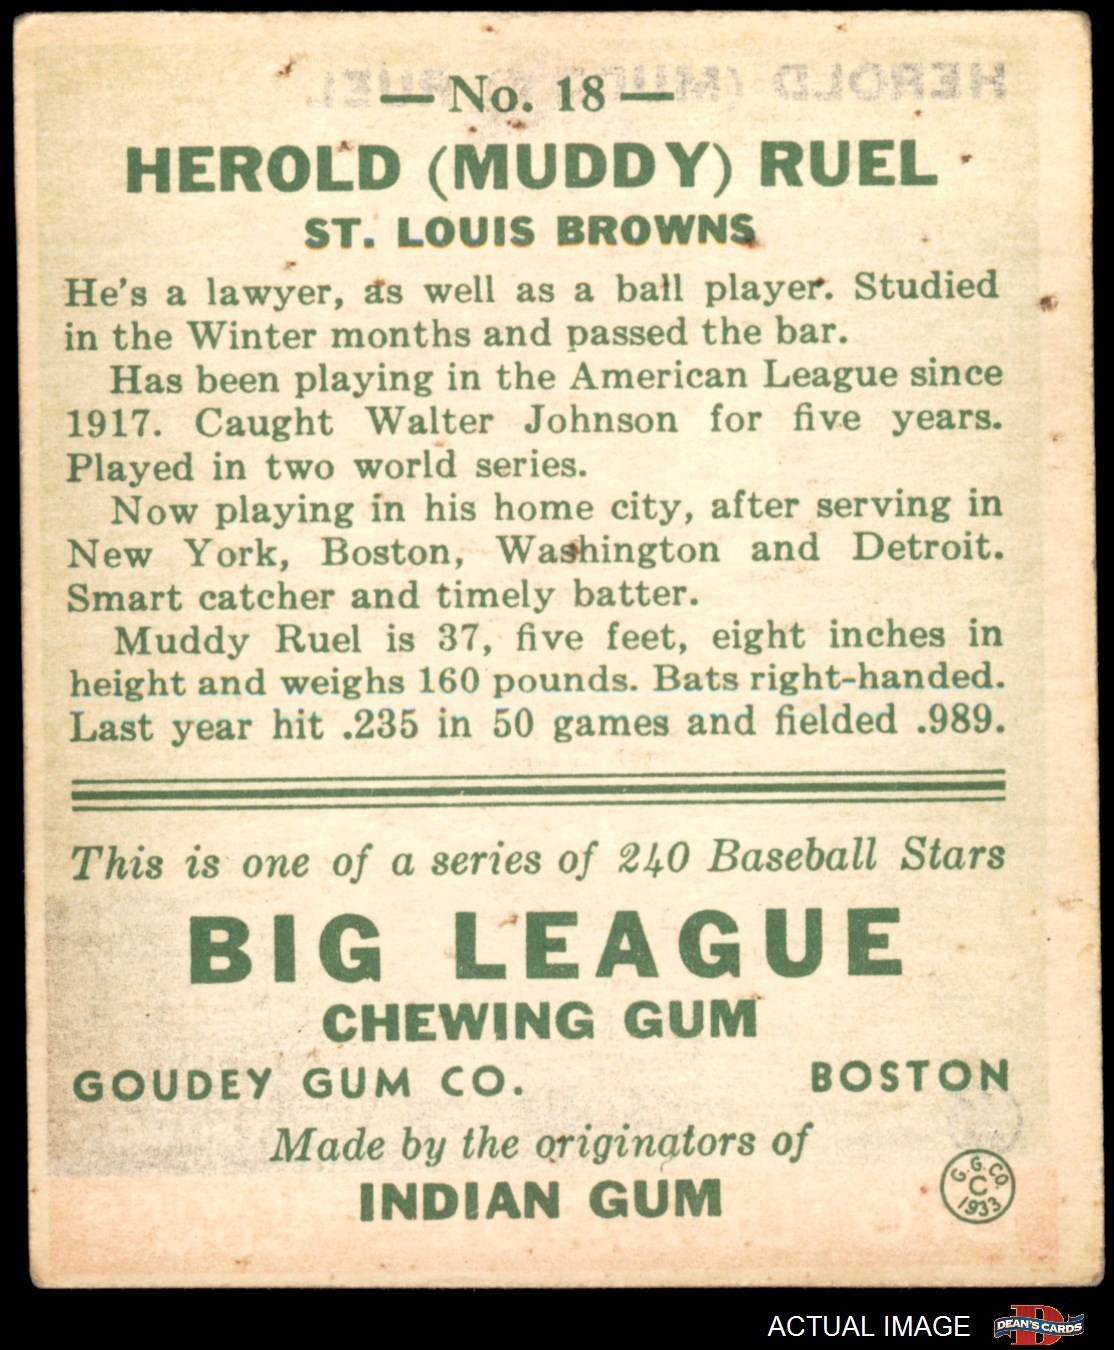 HEROLD (MUDDY) RUEL
— No. 18 —
HEROLD (MUDDY) RUEL
ST. LOUIS BROWNS
He's a lawyer, as well as a ball player. Studied
in the Winter months and passed the bar.
Has been playing in the American League since
1917. Caught Walter Johnson for five years.
Played in two world series.
Now playing in his home city, after serving in
New York, Boston, Washington and Detroit.
Smart catcher and timely batter.
Muddy Ruel is 37, five feet, eight inches in
height and weighs 160 pounds. Bats right-handed.
Last year hit .235 in 50 games and fielded .989.
This is one of a series of 240 Baseball Stars
BIG LEAGUE
CHEWING GUM
GOUDEY GUM CO. BOSTON
Made by the originators of
INDIAN GUM
G.G.CO.
C
1933
ACTUAL IMAGE
D
DEAN'S CARDS